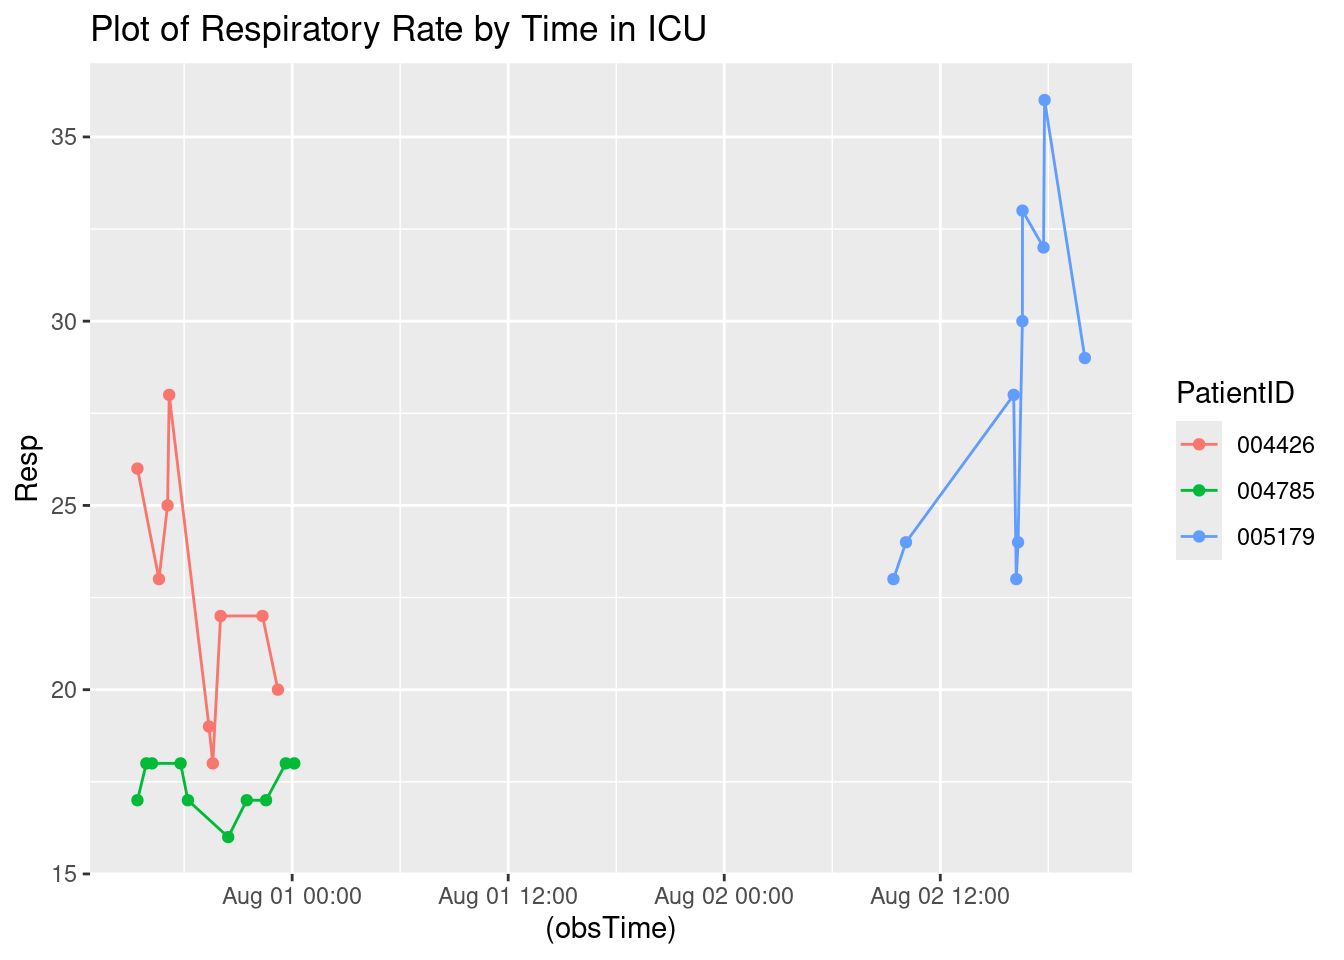 Plot of Respiratory Rate by Time in ICU
Resp
35
30
25
20
15
Aug 01 00:00
Aug 01 12:00
Aug 02 00:00
Aug 02 12:00
(obsTime)
PatientID
004426
004785
005179